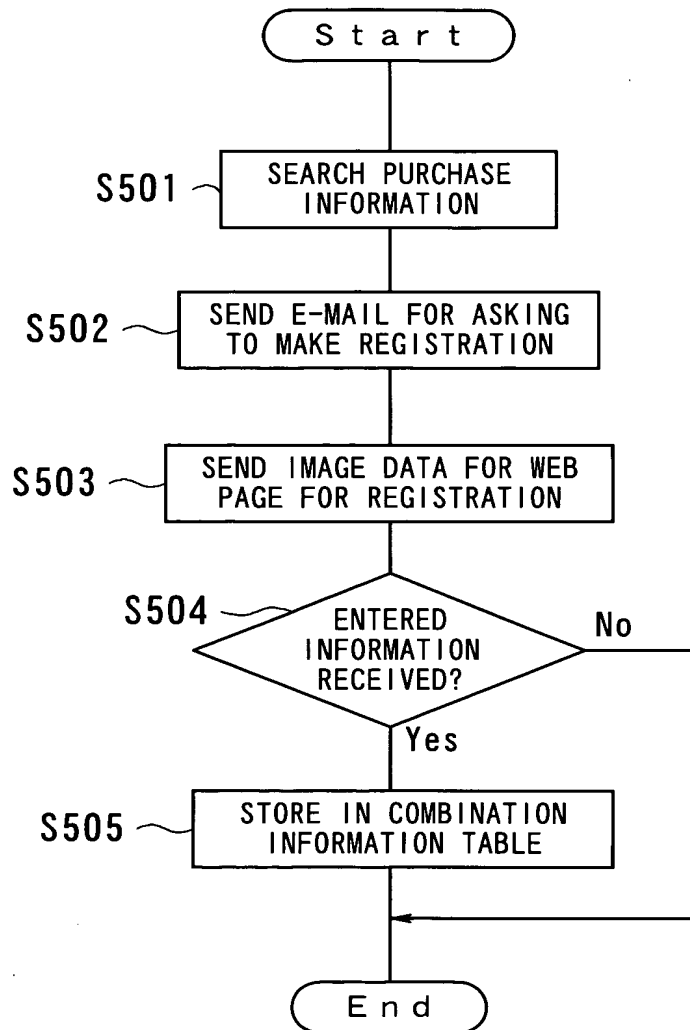 Start
S501
SEARCH PURCHASE
INFORMATION
S502
SEND E-MAIL FOR ASKING
TO MAKE REGISTRATION
S503
SEND IMAGE DATA FOR WEB
PAGE FOR REGISTRATION
S504
ENTERED
INFORMATION
RECEIVED?
No
Yes
S505
STORE IN COMBINATION
INFORMATION TABLE
End